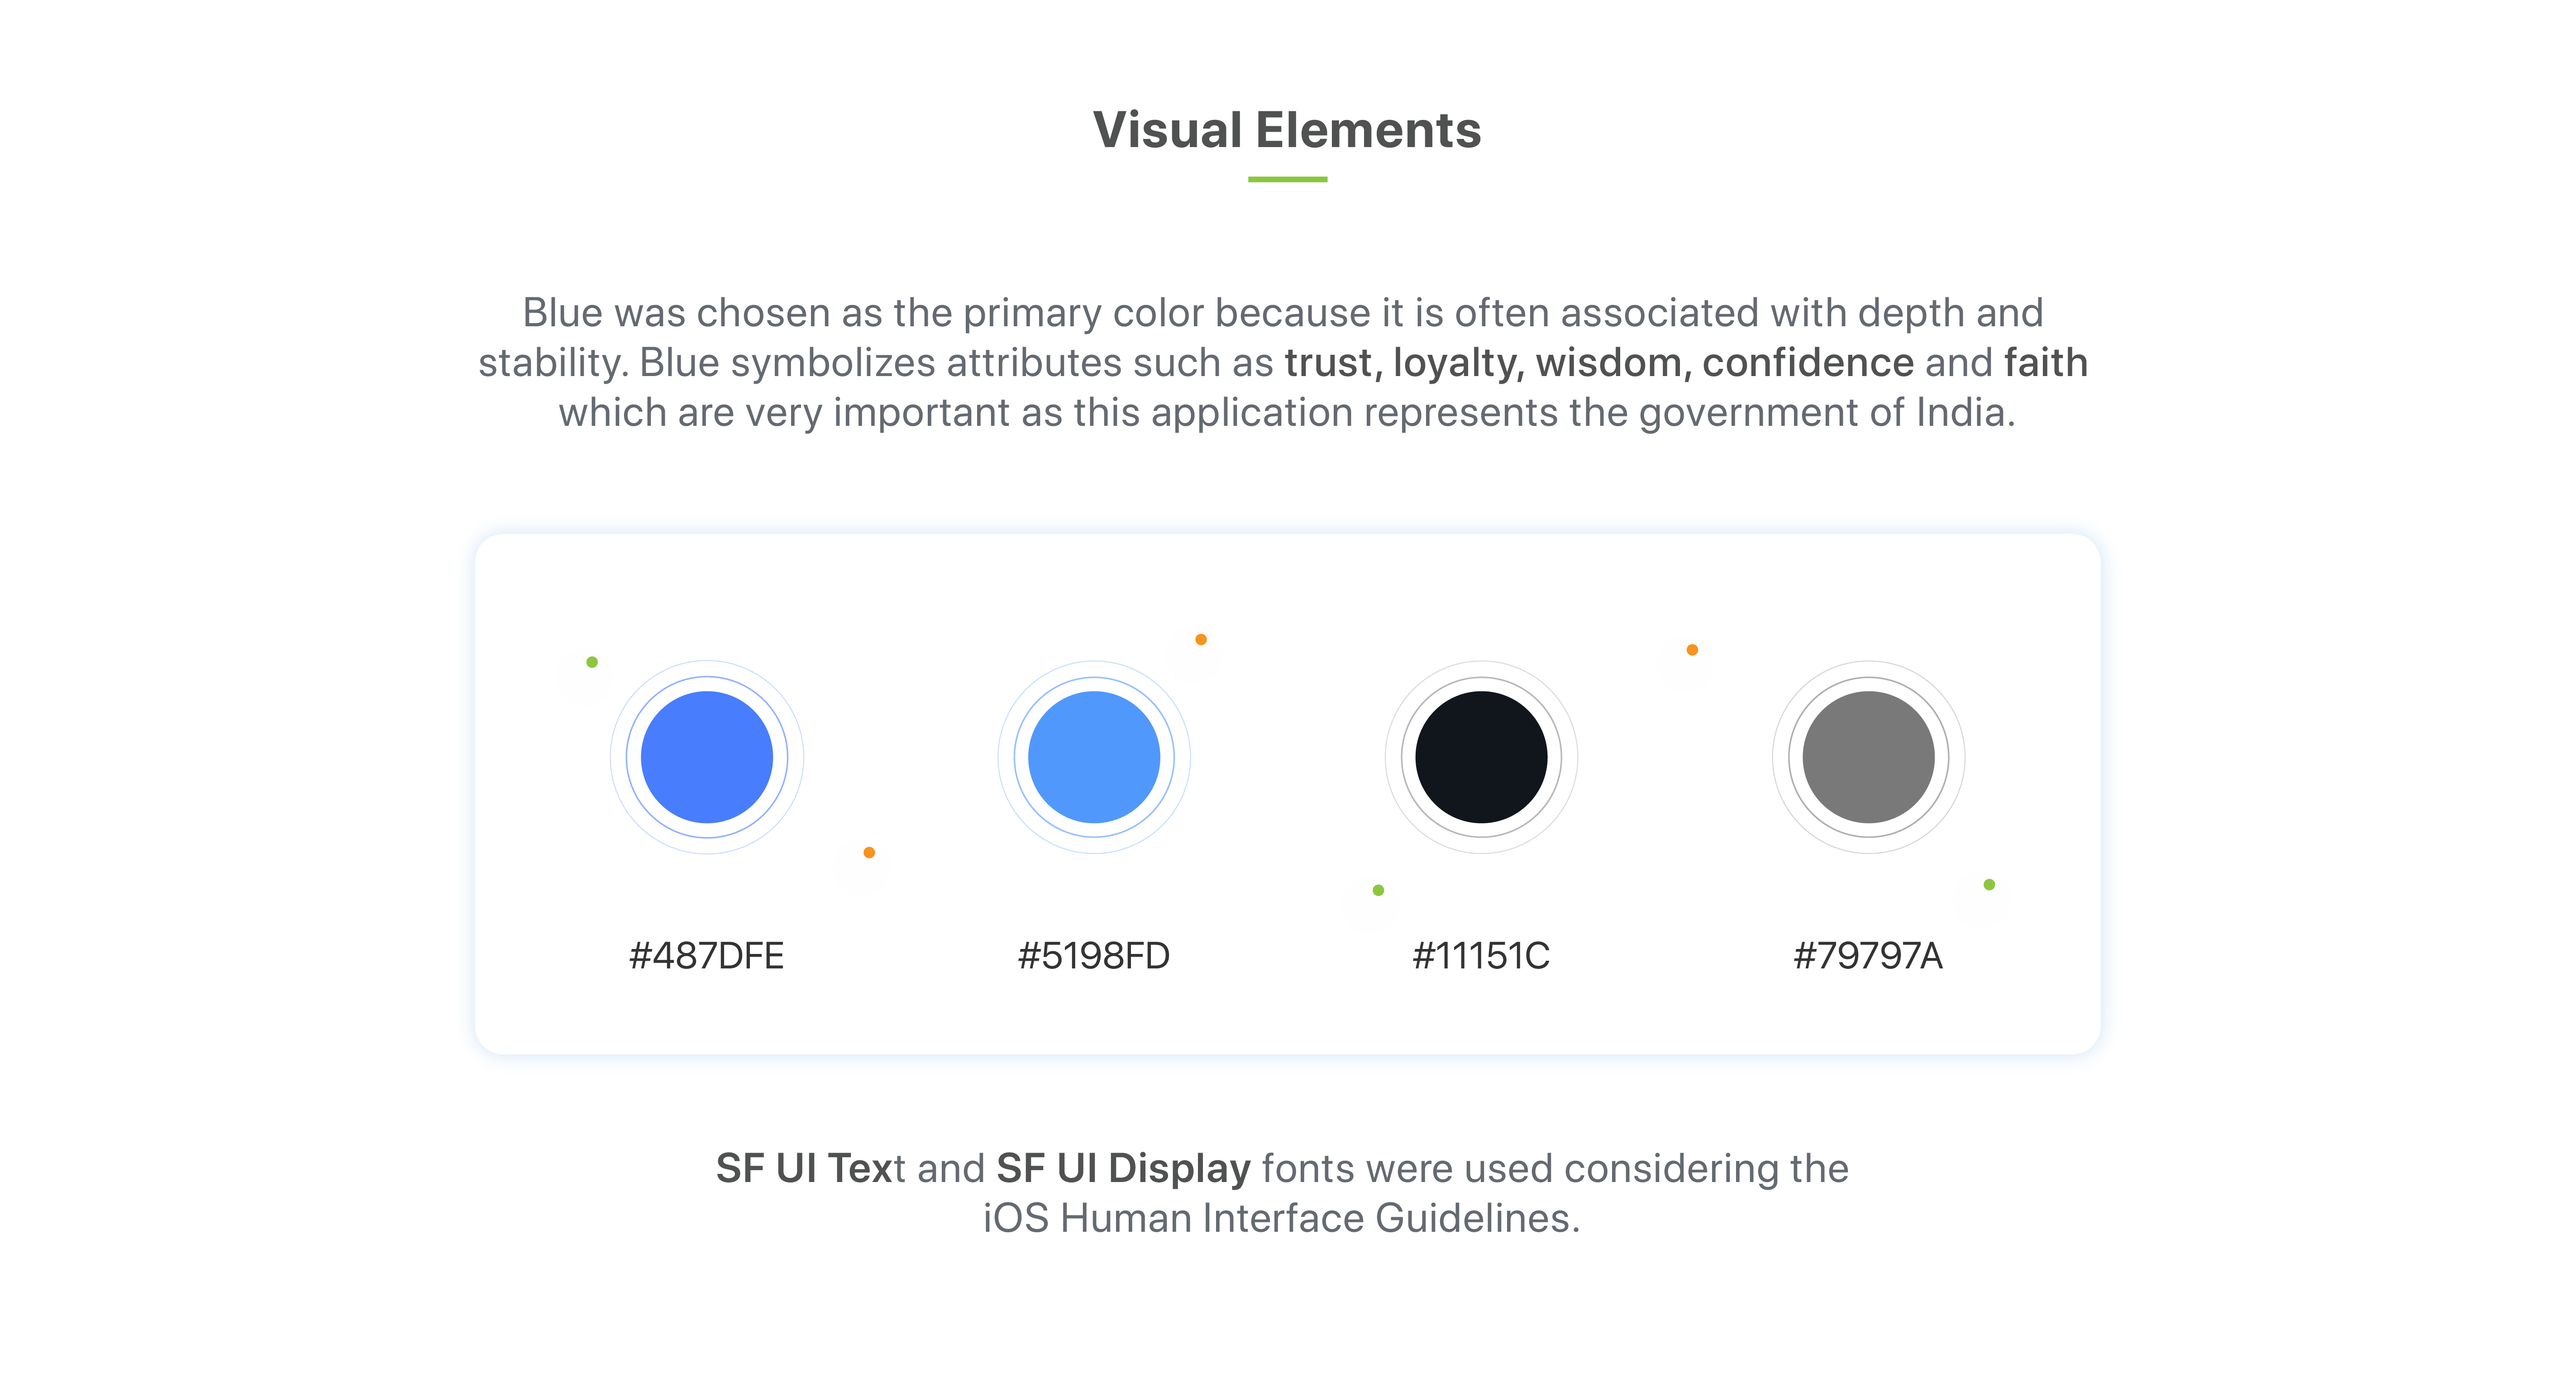 Visual Elements
Blue was chosen as the primary color because it is often associated with depth and
stability. Blue symbolizes attributes such as trust, loyalty, wisdom, confidence and faith
which are very important as this application represents the government of India.
#487DFE
#5198FD
#11151C
#79797A
SF UI Text and SF UI Display fonts were used considering the
iOS Human Interface Guidelines.